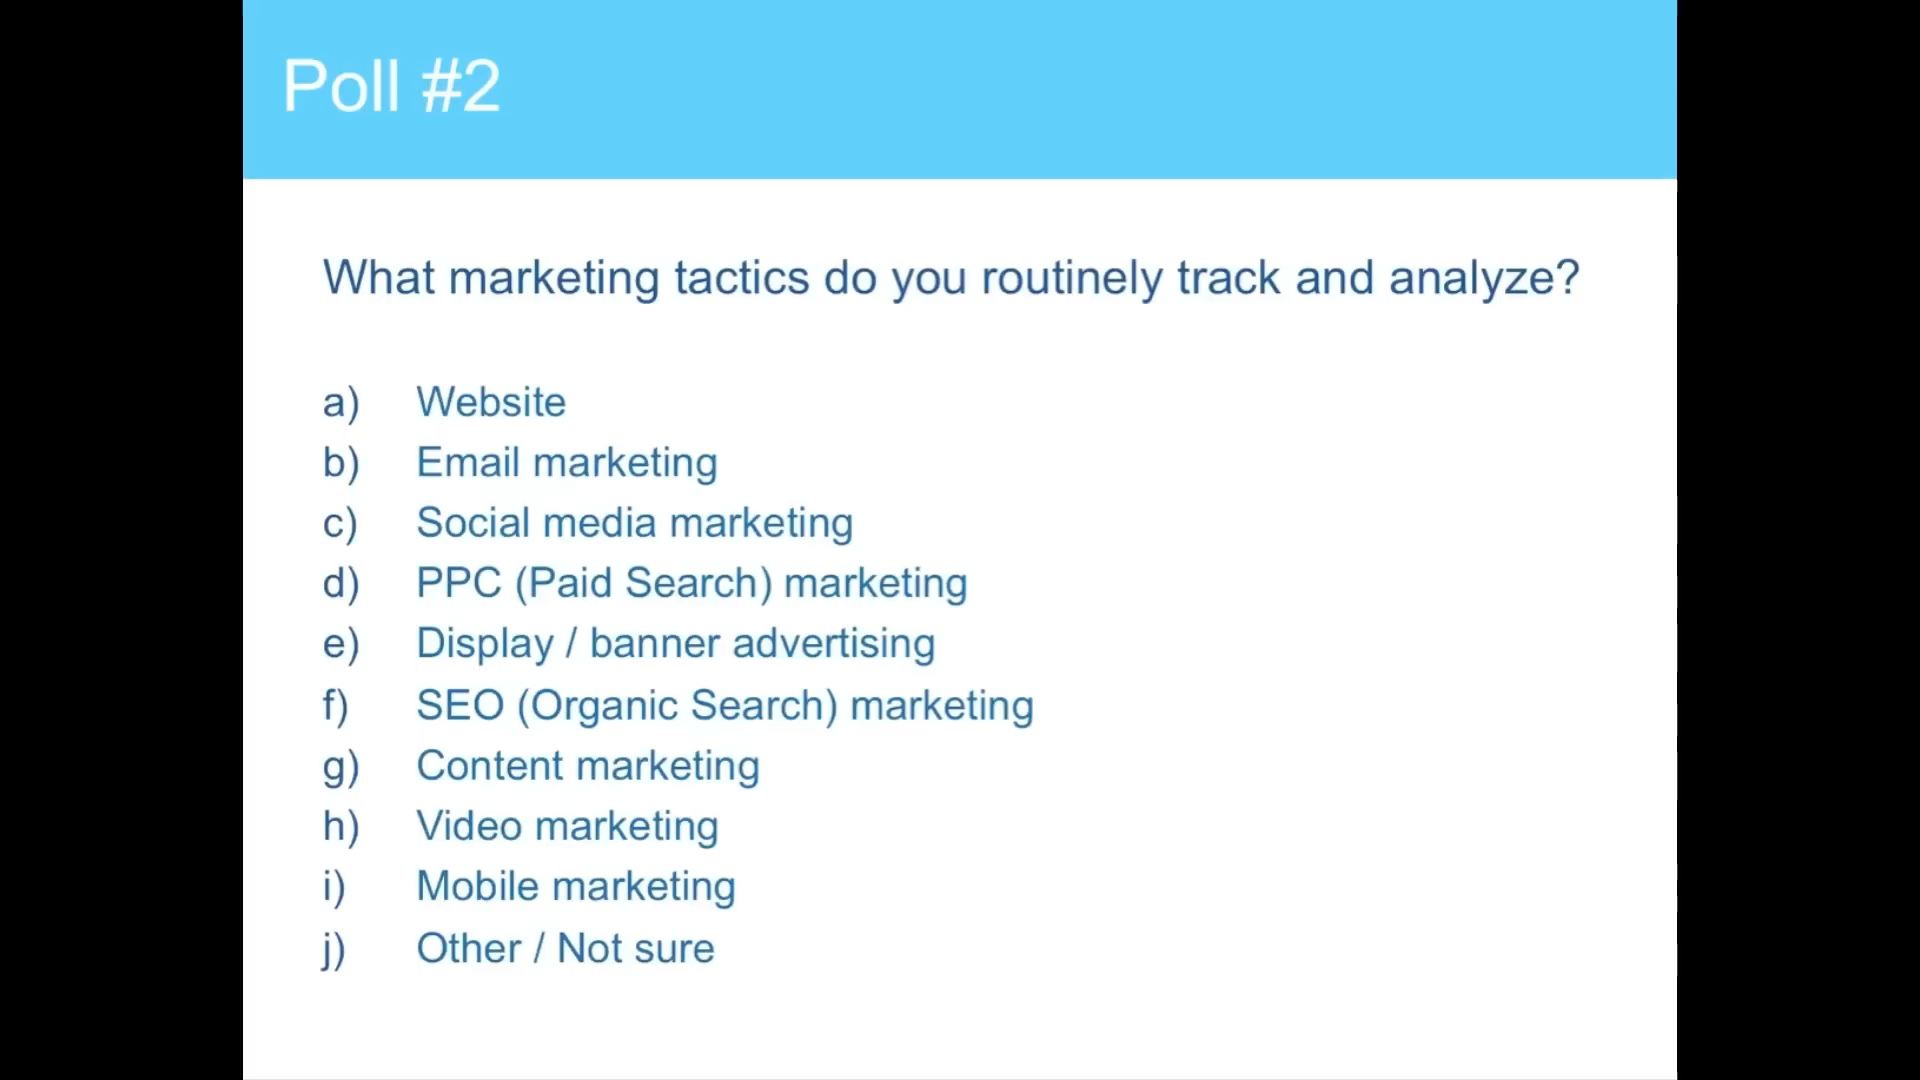 Poll #2
What marketing tactics do you routinely track and analyze?
a) Website
b) Email marketing
c) Social media marketing
d) PPC (Paid Search) marketing
e) Display / banner advertising
f) SEO (Organic Search) marketing
g) Content marketing
h) Video marketing
i) Mobile marketing
j) Other / Not sure